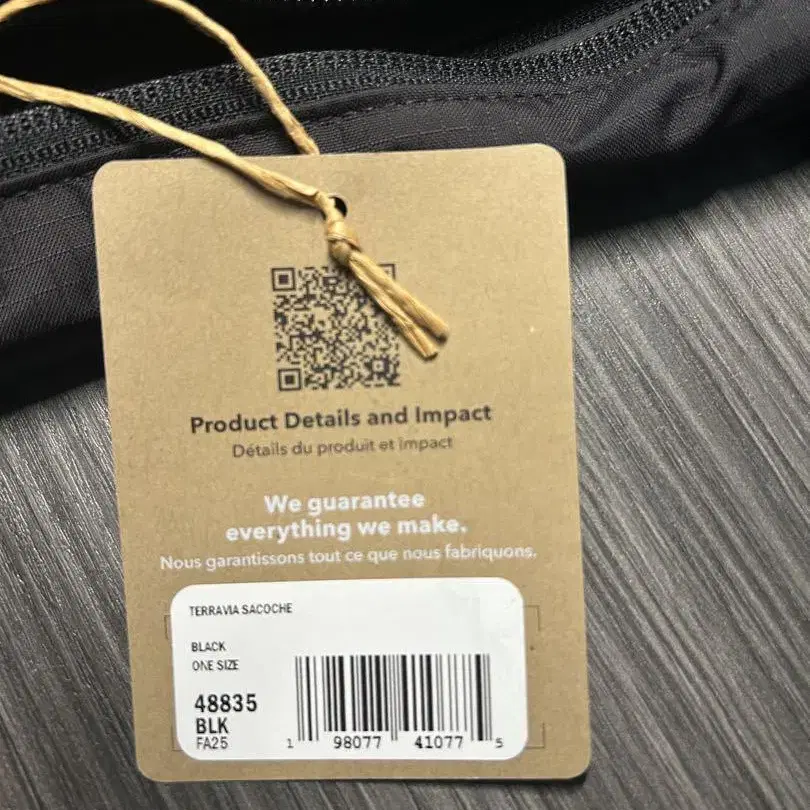 Product Details and Impact
Détails du produit et impact
We guarantee
everything we make.
Nous garantissons tout ce que nous fabriquons.
TERRAVIA SACOCHE
BLACK
ONE SIZE
48835
BLK
FA25
1 98077 41077 5